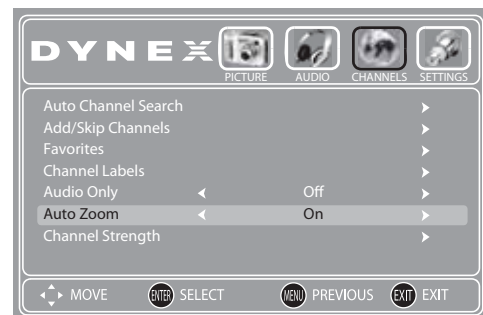 DYNEX
PICTURE AUDIO CHANNELS SETTINGS
Auto Channel Search
Add/Skip Channels
Favorites
Channel Labels
Audio Only Off
Auto Zoom On
Channel Strength
MOVE ENTER SELECT MENU PREVIOUS EXIT EXIT